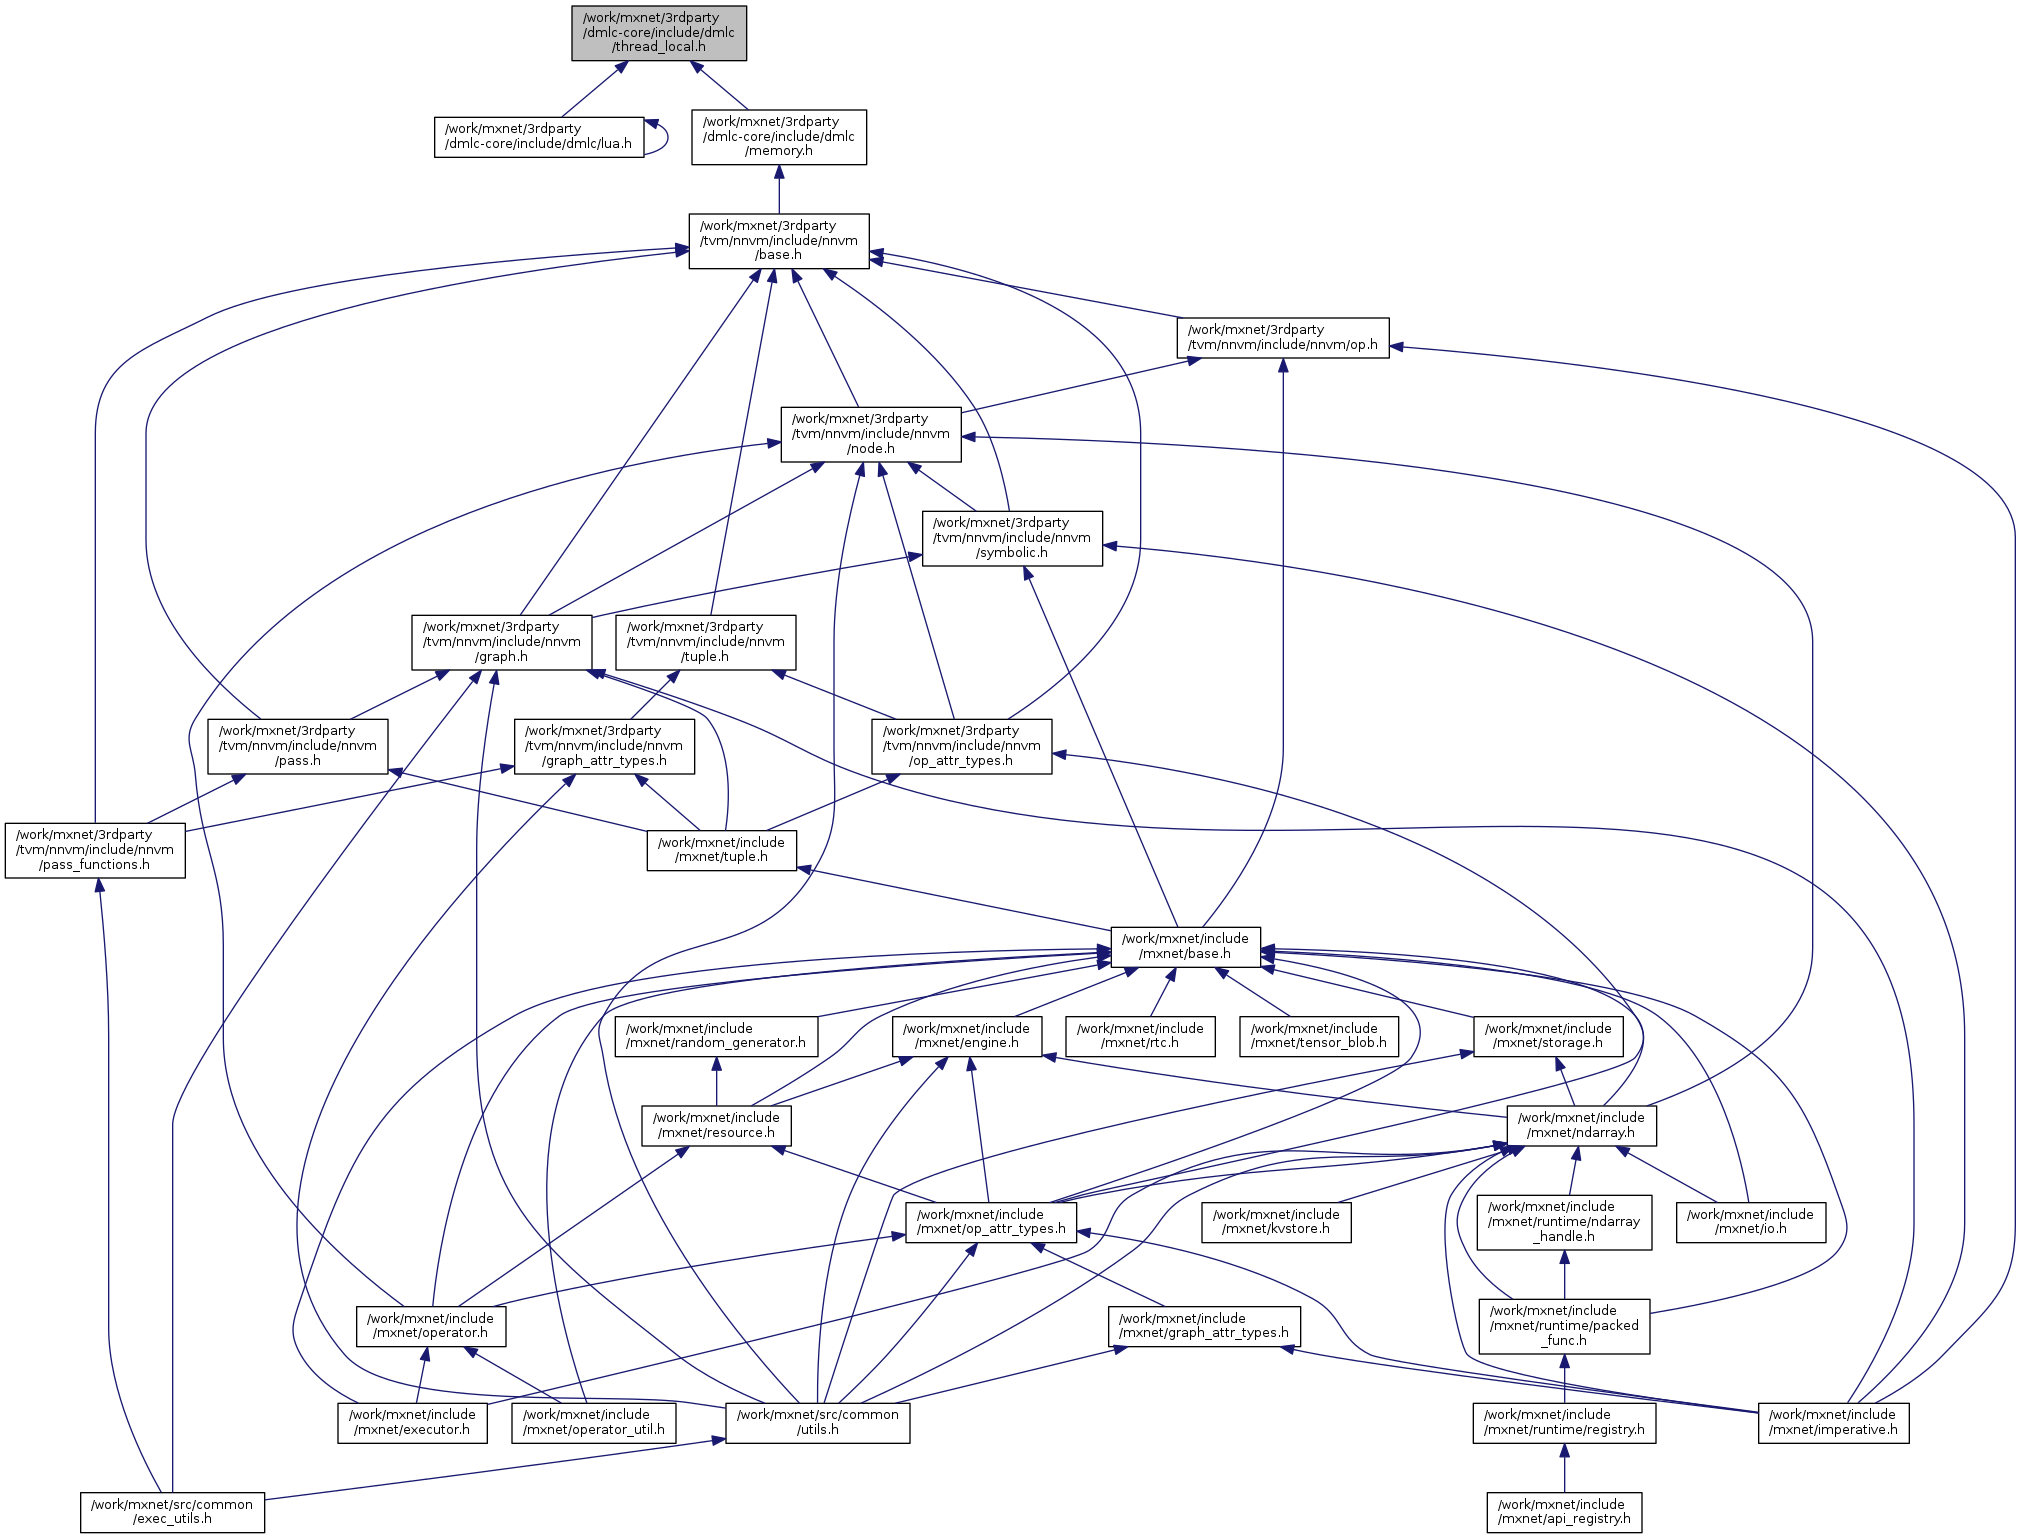 /work/mxnet/3rdparty
/dmlc-core/include/dmlc
/thread_local.h
/work/mxnet/3rdparty
/dmlc-core/include/dmlc/lua.h
/work/mxnet/3rdparty
/dmlc-core/include/dmlc
/memory.h
/work/mxnet/3rdparty
/tvm/nnvm/include/nnvm
/base.h
/work/mxnet/3rdparty
/tvm/nnvm/include/nnvm/op.h
/work/mxnet/3rdparty
/tvm/nnvm/include/nnvm
/node.h
/work/mxnet/3rdparty
/tvm/nnvm/include/nnvm
/symbolic.h
/work/mxnet/3rdparty
/tvm/nnvm/include/nnvm
/graph.h
/work/mxnet/3rdparty
/tvm/nnvm/include/nnvm
/tuple.h
/work/mxnet/3rdparty
/tvm/nnvm/include/nnvm
/pass.h
/work/mxnet/3rdparty
/tvm/nnvm/include/nnvm
/graph_attr_types.h
/work/mxnet/3rdparty
/tvm/nnvm/include/nnvm
/op_attr_types.h
/work/mxnet/3rdparty
/tvm/nnvm/include/nnvm
/pass_functions.h
/work/mxnet/include
/mxnet/tuple.h
/work/mxnet/include
/mxnet/base.h
/work/mxnet/include
/mxnet/random_generator.h
/work/mxnet/include
/mxnet/engine.h
/work/mxnet/include
/mxnet/rtc.h
/work/mxnet/include
/mxnet/tensor_blob.h
/work/mxnet/include
/mxnet/storage.h
/work/mxnet/include
/mxnet/resource.h
/work/mxnet/include
/mxnet/ndarray.h
/work/mxnet/include
/mxnet/op_attr_types.h
/work/mxnet/include
/mxnet/kvstore.h
/work/mxnet/include
/mxnet/runtime/ndarray
_handle.h
/work/mxnet/include
/mxnet/io.h
/work/mxnet/include
/mxnet/operator.h
/work/mxnet/include
/mxnet/graph_attr_types.h
/work/mxnet/include
/mxnet/runtime/packed
_func.h
/work/mxnet/include
/mxnet/executor.h
/work/mxnet/include
/mxnet/operator_util.h
/work/mxnet/src/common
/utils.h
/work/mxnet/include
/mxnet/runtime/registry.h
/work/mxnet/include
/mxnet/imperative.h
/work/mxnet/src/common
/exec_utils.h
/work/mxnet/include
/mxnet/api_registry.h